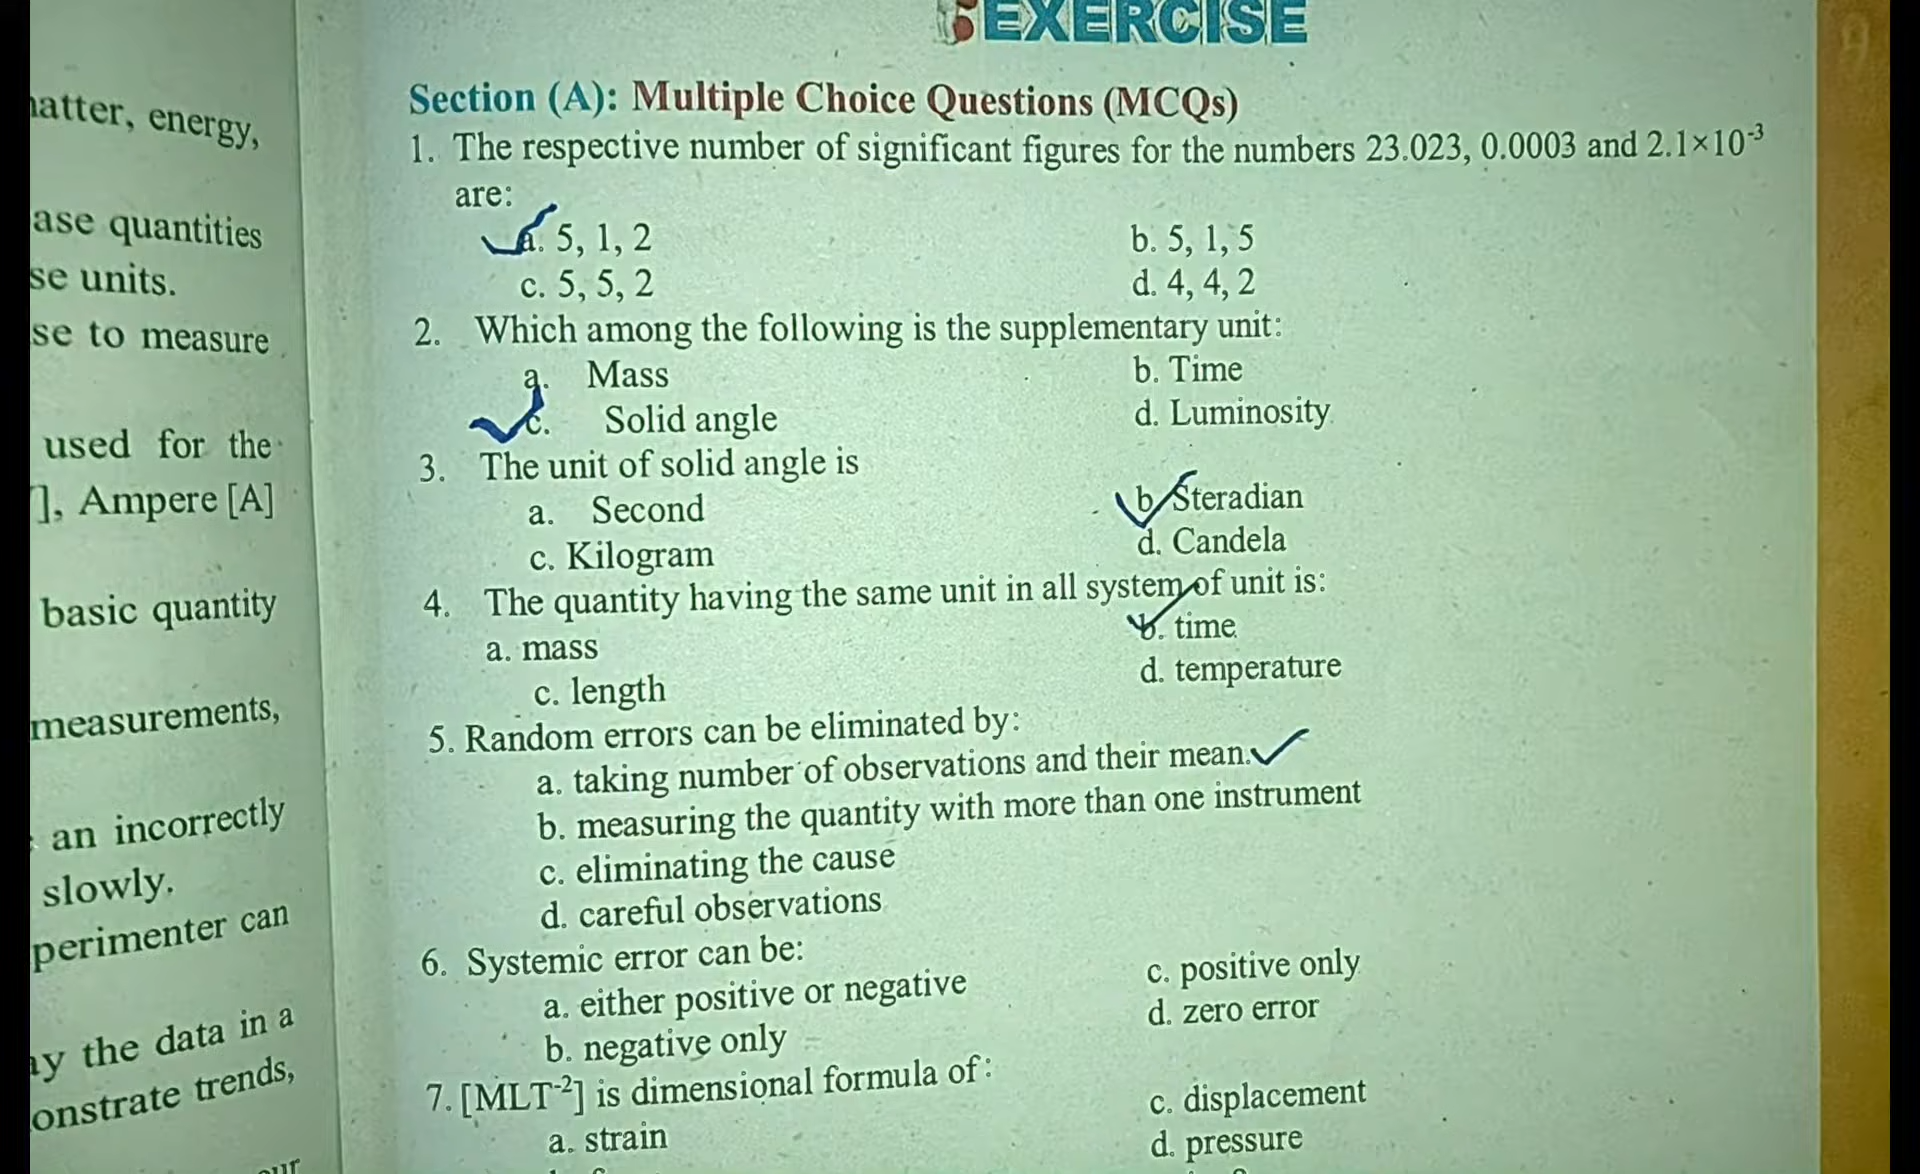 EXERCISE
Section (A): Multiple Choice Questions (MCQs)
1. The respective number of significant figures for the numbers 23.023, 0.0003 and 2.1×10⁻³
are:
a. 5, 1, 2
b. 5, 1, 5
c. 5, 5, 2
d. 4, 4, 2
2. Which among the following is the supplementary unit:
a. Mass
b. Time
c. Solid angle
d. Luminosity
3. The unit of solid angle is
a. Second
b. Steradian
c. Kilogram
d. Candela
4. The quantity having the same unit in all system of unit is:
a. mass
b. time
c. length
d. temperature
5. Random errors can be eliminated by:
a. taking number of observations and their mean.
b. measuring the quantity with more than one instrument
c. eliminating the cause
d. careful observations
6. Systemic error can be:
a. either positive or negative
c. positive only
b. negative only
d. zero error
7. [MLT⁻²] is dimensional formula of:
a. strain
c. displacement
d. pressure
energy,
ase quantities
se units.
se to measure
used for the
], Ampere [A]
basic quantity
measurements,
an incorrectly
slowly.
perimenter can
the data in a
onstrate trends,